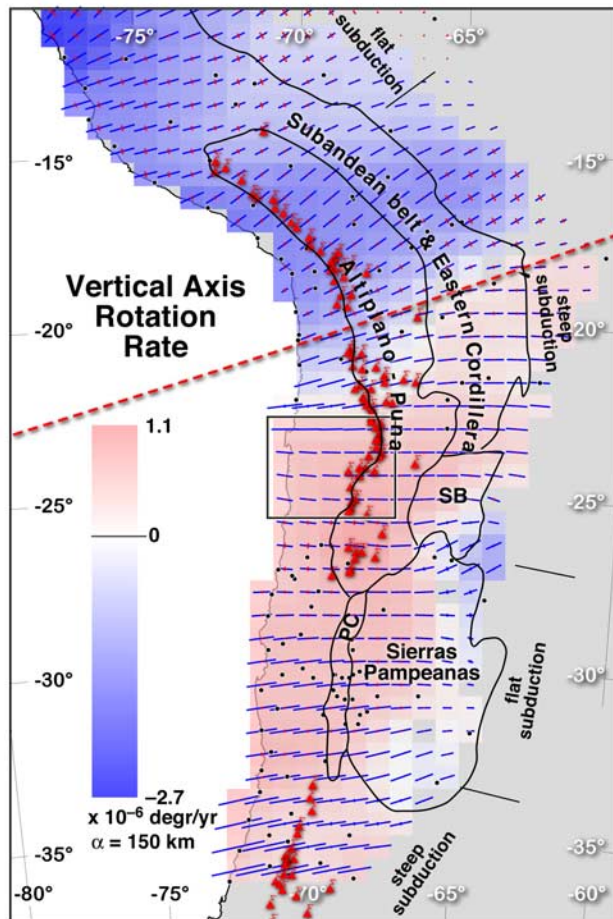 -75°
-70°
-65°
flat
subduction
-15°
-15°
Subandean belt & Eastern Cordillera
Altiplano - Puna
Vertical Axis
Rotation
Rate
steep
subduction
-20°
-20°
1.1
0
-2.7
x 10⁻⁶ degr/yr
α = 150 km
-25°
-25°
SB
PC
Sierras
Pampeanas
flat
subduction
-30°
-30°
steep
subduction
-35°
-35°
-80°
-75°
-70°
-65°
-60°